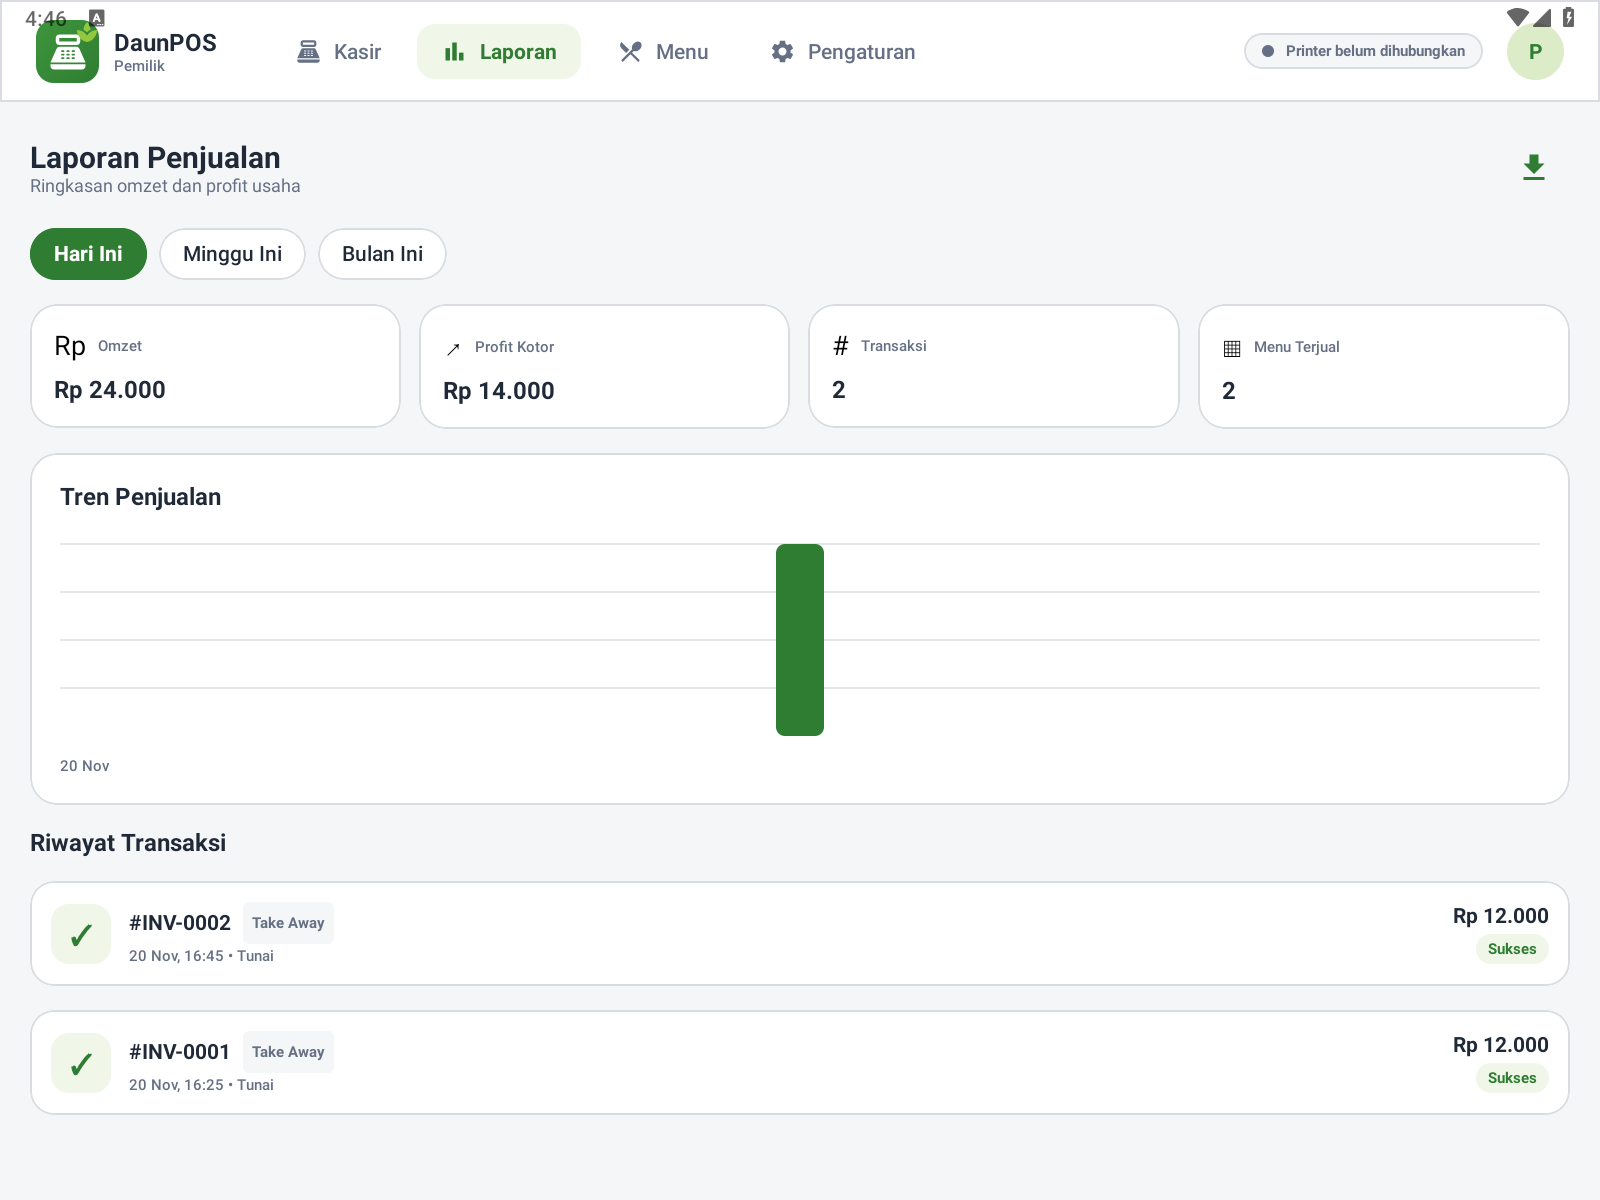 4:46
DaunPOS
Pemilik
Kasir
Laporan
Menu
Pengaturan
Printer belum dihubungkan
P
Laporan Penjualan
Ringkasan omzet dan profit usaha
Hari Ini
Minggu Ini
Bulan Ini
Rp Omzet
Rp 24.000
Profit Kotor
Rp 14.000
# Transaksi
2
Menu Terjual
2
Tren Penjualan
20 Nov
Riwayat Transaksi
#INV-0002 Take Away
20 Nov, 16:45 • Tunai
Rp 12.000
Sukses
#INV-0001 Take Away
20 Nov, 16:25 • Tunai
Rp 12.000
Sukses